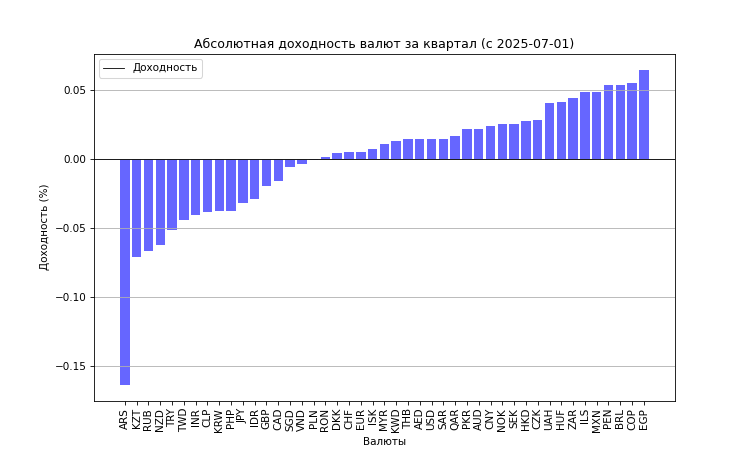 Абсолютная доходность валют за квартал (с 2025-07-01)
Доходность
Доходность (%)
0.05
0.00
−0.05
−0.10
−0.15
ARS KZT RUB NZD TRY TWD INR CLP KRW PHP JPY IDR GBP CAD SGD VND PLN RON DKK CHF EUR ISK MYR KWD THB AED USD SAR QAR PKR AUD CNY NOK SEK HKD CZK UAH HUF ZAR ILS MXN PEN BRL COP EGP
Валюты